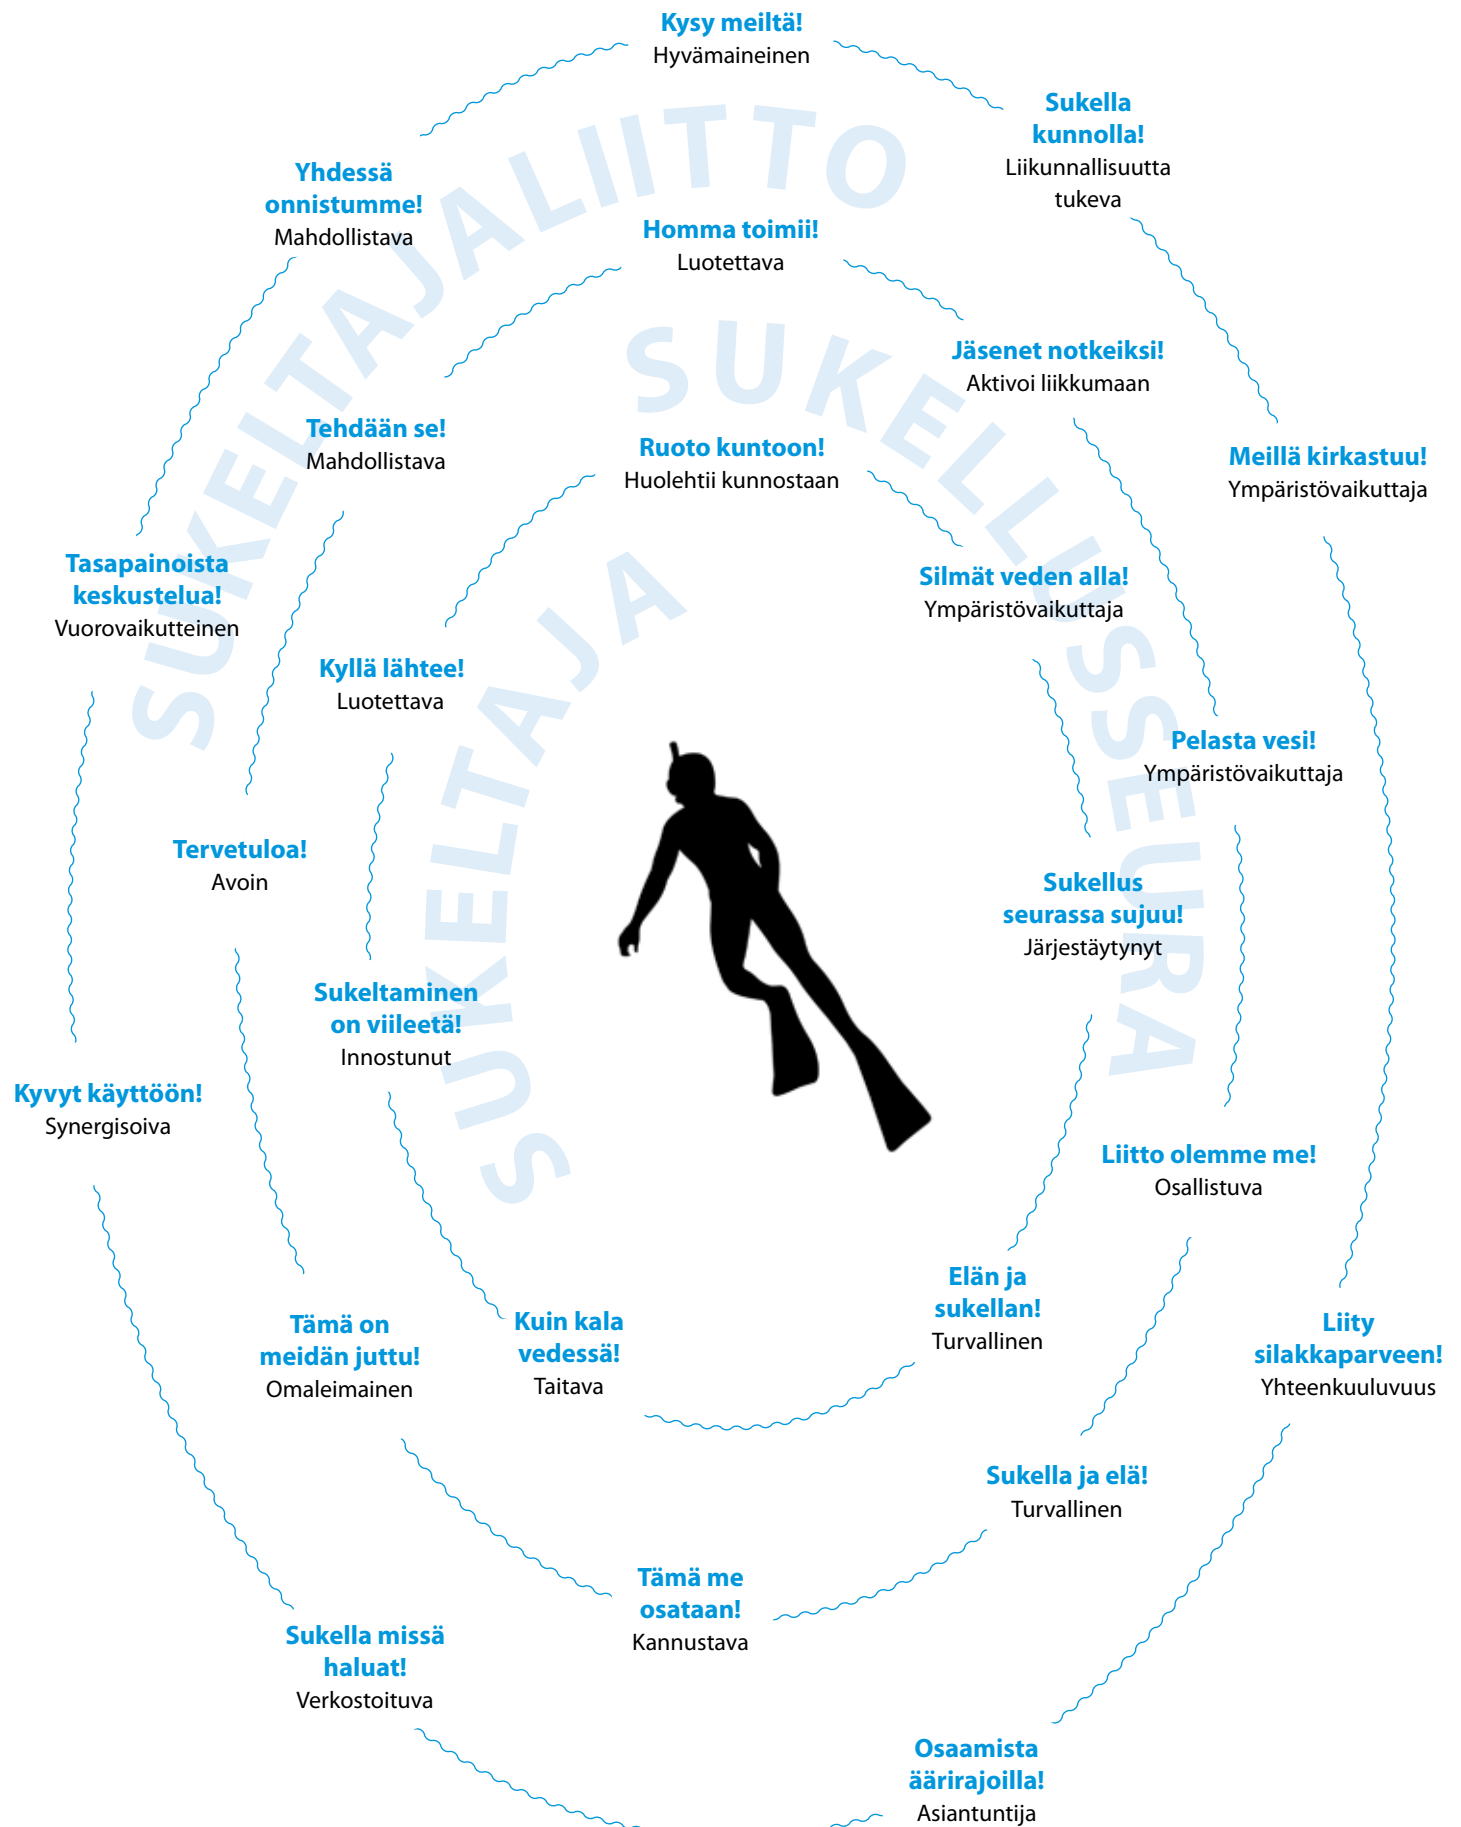 Kysy meiltä!
Hyvämaineinen
Sukella
kunnolla!
Liikunnallisuutta
tukeva
Yhdessä
onnistumme!
Mahdollistava
SUKELTAJALIITTO
Homma toimii!
Luotettava
SUKELLUSSEURA
Jäsenet notkeiksi!
Aktivoi liikkumaan
Tehdään se!
Mahdollistava
Ruoto kuntoon!
Huolehtii kunnostaan
Meillä kirkastuu!
Ympäristövaikuttaja
Tasapainoista
keskustelua!
Vuorovaikutteinen
SUKELTAJA
Silmät veden alla!
Ympäristövaikuttaja
Kyllä lähtee!
Luotettava
Pelasta vesi!
Ympäristövaikuttaja
Tervetuloa!
Avoin
Sukellus
seurassa sujuu!
Järjestäytynyt
Sukeltaminen
on viileetä!
Innostunut
Kyvyt käyttöön!
Synergisoiva
Liitto olemme me!
Osallistuva
Elän ja
sukellan!
Turvallinen
Tämä on
meidän juttu!
Omaleimainen
Kuin kala
vedessä!
Taitava
Liity
silakkaparveen!
Yhteenkuuluvuus
Sukella ja elä!
Turvallinen
Tämä me
osataan!
Kannustava
Sukella missä
haluat!
Verkostoituva
Osaamista
äärirajoilla!
Asiantuntija